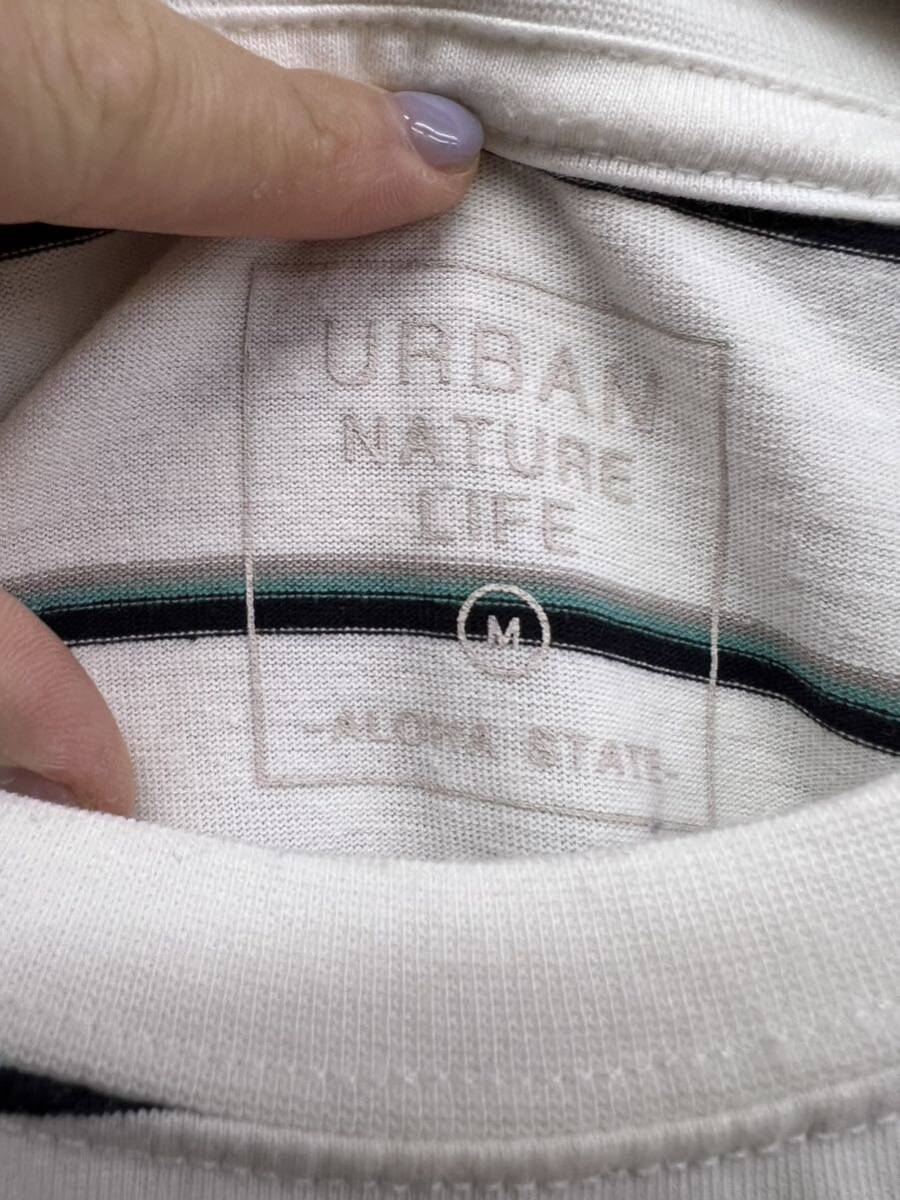 URBAN
NATURE
LIFE
M
-ALOHA STATE-